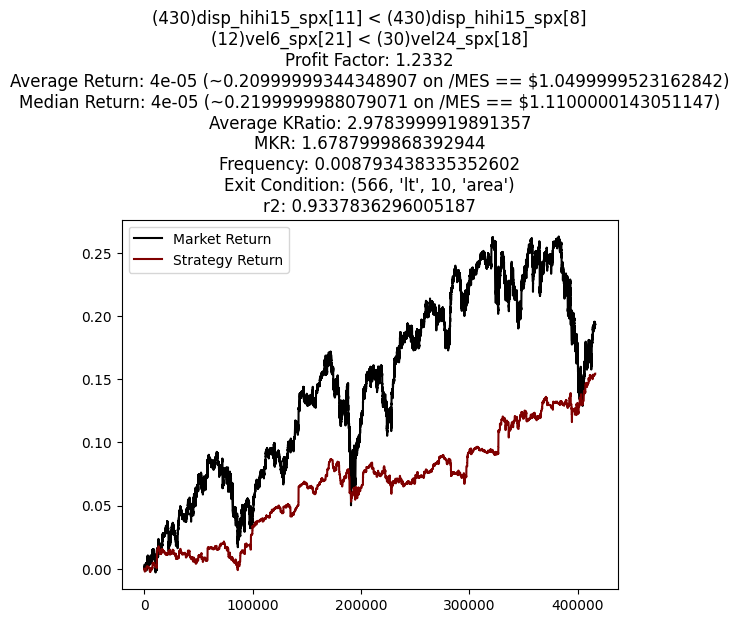 (430)disp_hihi15_spx[11] < (430)disp_hihi15_spx[8]
(12)vel6_spx[21] < (30)vel24_spx[18]
Profit Factor: 1.2332
Average Return: 4e-05 (~0.20999999344348907 on /MES == $1.0499999523162842)
Median Return: 4e-05 (~0.2199999988079071 on /MES == $1.1100000143051147)
Average KRatio: 2.9783999919891357
MKR: 1.6787999868392944
Frequency: 0.008793438335352602
Exit Condition: (566, 'lt', 10, 'area')
r2: 0.9337836296005187
Market Return
Strategy Return
0.25
0.20
0.15
0.10
0.05
0.00
0 100000 200000 300000 400000